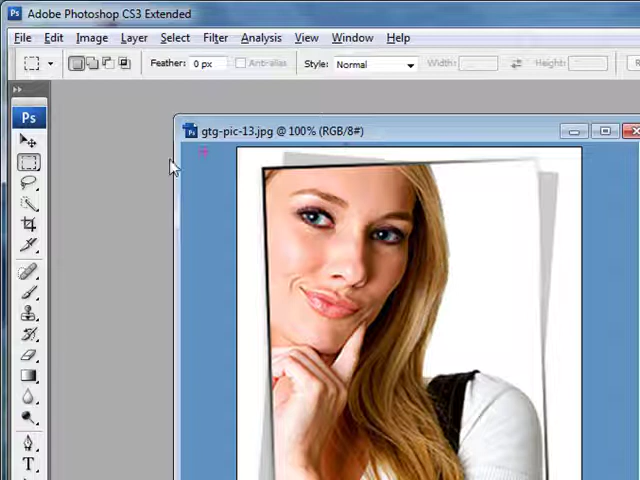 Ps Adobe Photoshop CS3 Extended
File Edit Image Layer Select Filter Analysis View Window Help
Feather: 0 px Anti-alias Style: Normal Width: Height:
Ps
gtg-pic-13.jpg @ 100% (RGB/8#)
T